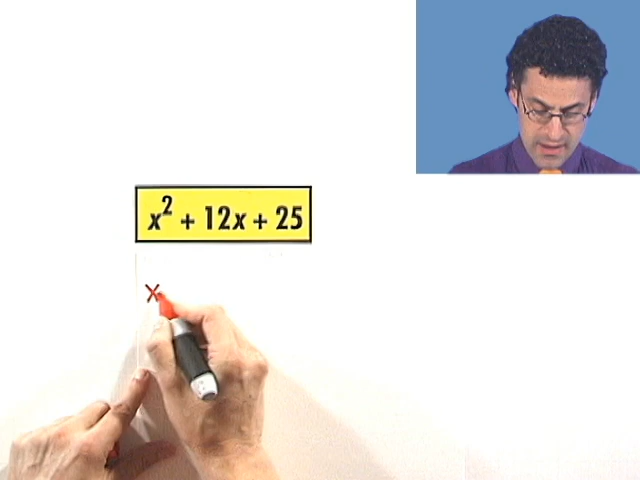 x² + 12x + 25
x